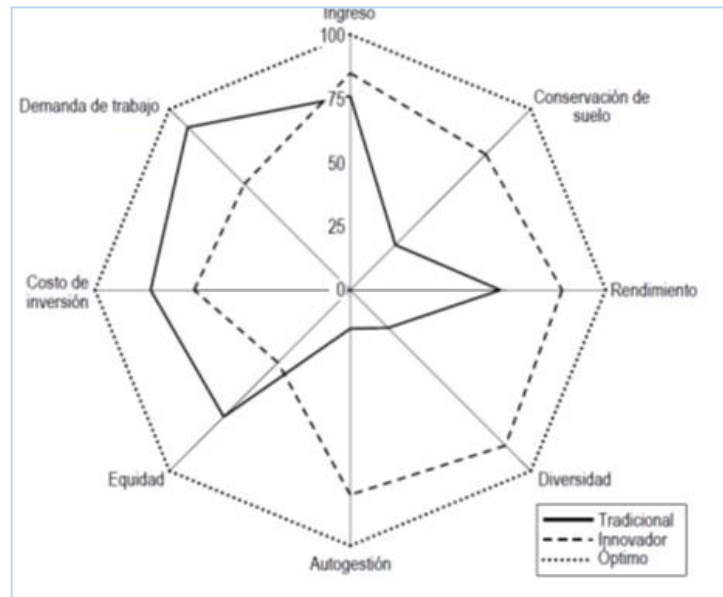 Ingreso
100
Demanda de trabajo
75
Conservación de
suelo
50
25
Costo de
inversión
0
Rendimiento
Equidad
Diversidad
Autogestión
Tradicional
Innovador
Óptimo